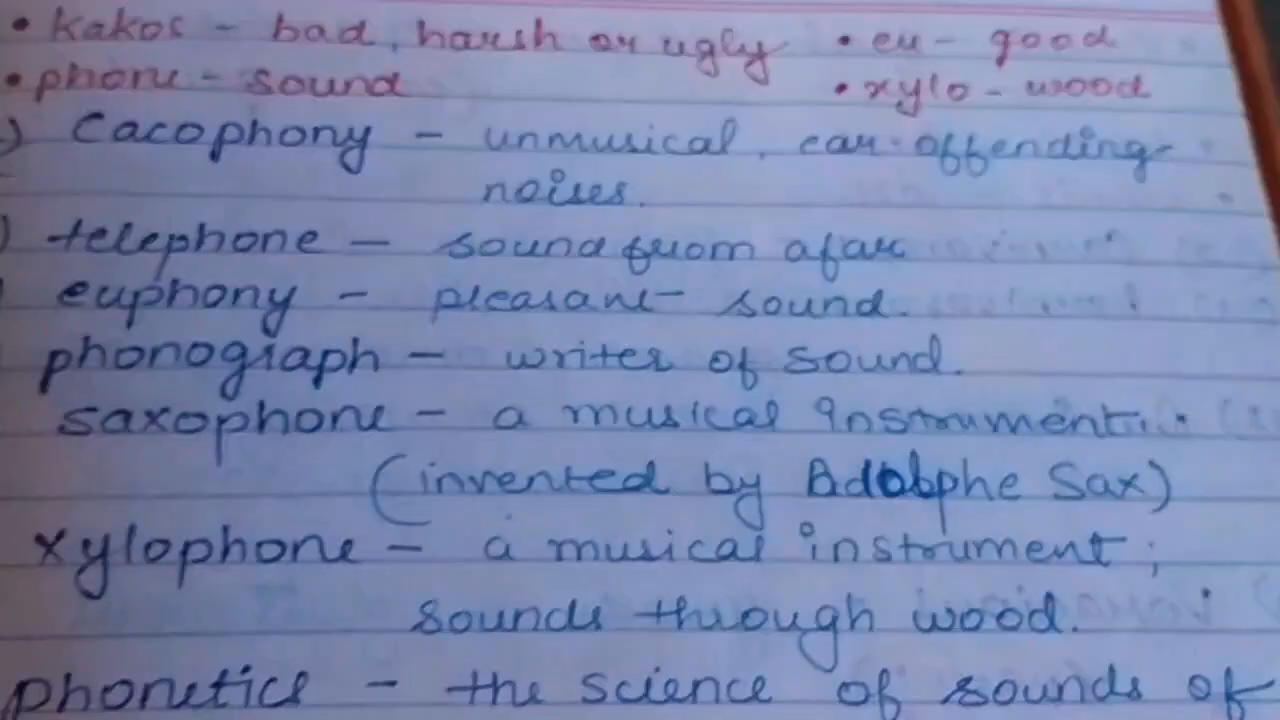 • kakos - bad, harsh or ugly • eu - good
• phone - sound • xylo - wood
) Cacophony - unmusical, ear-offending
noises.
) telephone - sound from afar
euphony - pleasant sound.
phonograph - writer of sound.
saxophone - a musical instrument.
(invented by Adolphe Sax)
xylophone - a musical instrument;
sounds through wood.
phonetics - the science of sounds of